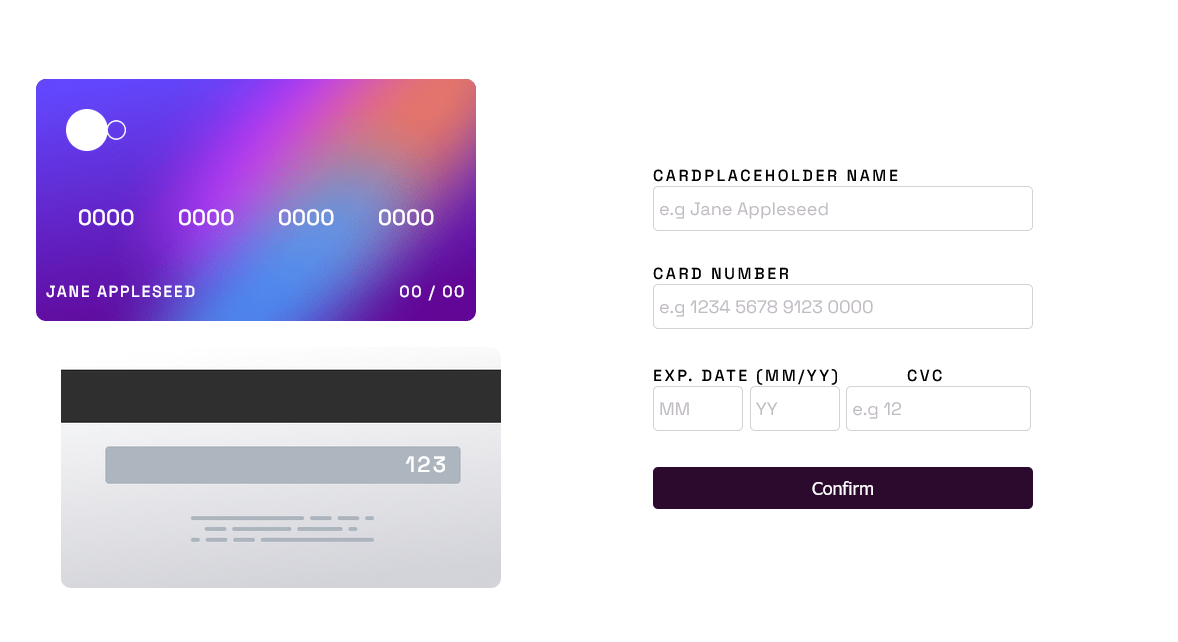 0000 0000 0000 0000
JANE APPLESEED 00 / 00
123
CARDPLACEHOLDER NAME
e.g Jane Appleseed
CARD NUMBER
e.g 1234 5678 9123 0000
EXP. DATE (MM/YY) CVC
MM YY e.g 12
Confirm